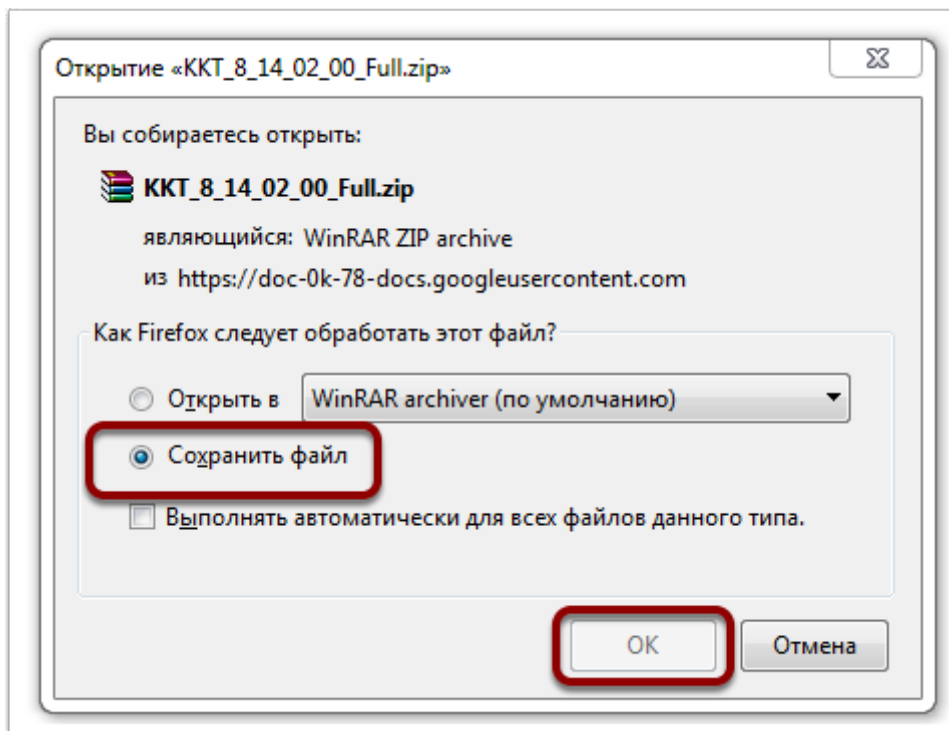 Открытие «KKT_8_14_02_00_Full.zip»
Вы собираетесь открыть:
KKT_8_14_02_00_Full.zip
являющийся: WinRAR ZIP archive
из https://doc-0k-78-docs.googleusercontent.com
Как Firefox следует обработать этот файл?
Открыть в WinRAR archiver (по умолчанию)
Сохранить файл
Выполнять автоматически для всех файлов данного типа.
OK Отмена